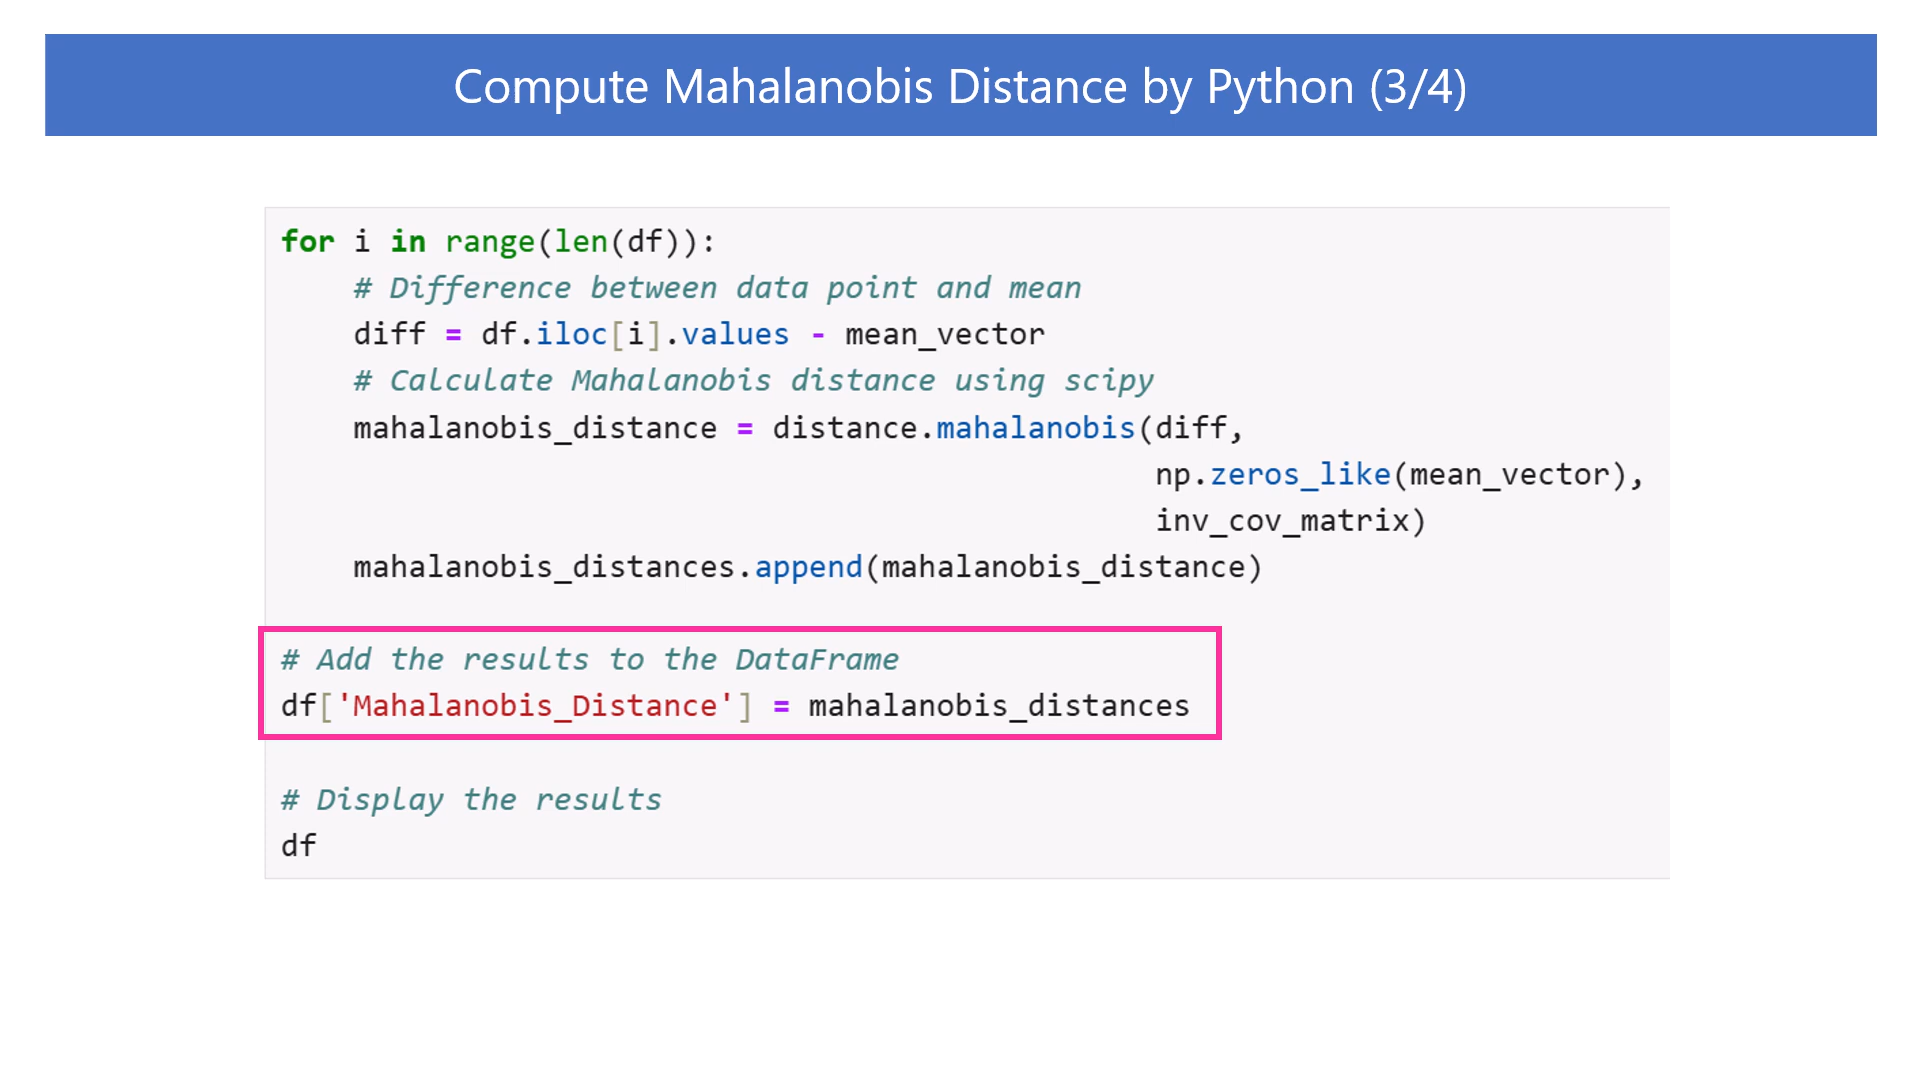 Compute Mahalanobis Distance by Python (3/4)
for i in range(len(df)):
    # Difference between data point and mean
    diff = df.iloc[i].values - mean_vector
    # Calculate Mahalanobis distance using scipy
    mahalanobis_distance = distance.mahalanobis(diff,
                                                np.zeros_like(mean_vector),
                                                inv_cov_matrix)
    mahalanobis_distances.append(mahalanobis_distance)
# Add the results to the DataFrame
df['Mahalanobis_Distance'] = mahalanobis_distances
# Display the results
df